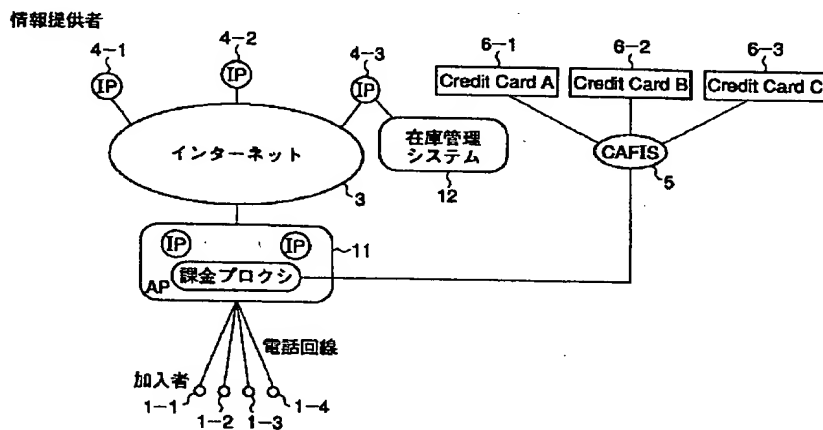 情報提供者
4-1
4-2
4-3
6-1
6-2
6-3
IP
IP
IP
Credit Card A
Credit Card B
Credit Card C
インターネット
在庫管理
システム
CAFIS
3
12
5
IP
IP
11
AP
課金プロクシ
電話回線
加入者
1-1
1-2
1-3
1-4